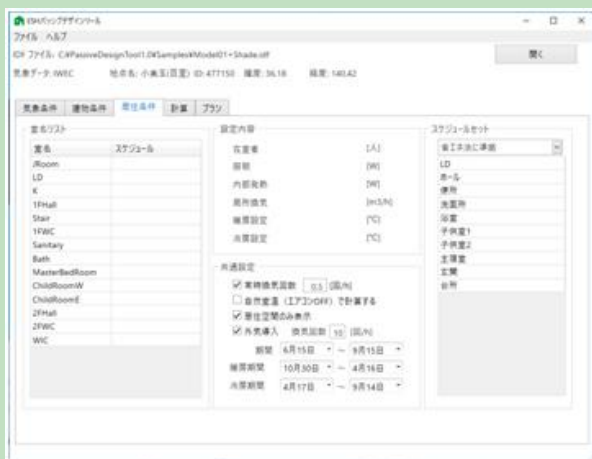 ESHパッシブデザインツール
ファイル ヘルプ
IDF ファイル: C:¥PassiveDesignTool1.0¥Samples¥Model01+Shade.idf
開く
気象データ: IWEC 地点名: 小美玉(百里) ID: 477150 緯度: 36.18 経度: 140.42
気象条件 建物条件 居住条件 計算 プラン
室名リスト
室名 スケジュール
JRoom
LD
K
1FHall
Stair
1FWC
Sanitary
Bath
MasterBedRoom
ChildRoomW
ChildRoomE
2FHall
2FWC
WIC
設定内容
在室者 [人]
照明 [W]
内部発熱 [W]
局所換気 [m3/h]
暖房設定 [℃]
冷房設定 [℃]
共通設定
常時換気回数 0.5 [回/h]
自然室温（エアコンOFF）で計算する
居住空間のみ表示
外気導入 換気回数 10 [回/h]
期間 6月15日 ～ 9月15日
暖房期間 10月30日 ～ 4月16日
冷房期間 4月17日 ～ 9月14日
スケジュールセット
省エネ法に準拠
LD
ホール
便所
洗面所
浴室
子供室1
子供室2
主寝室
玄関
台所